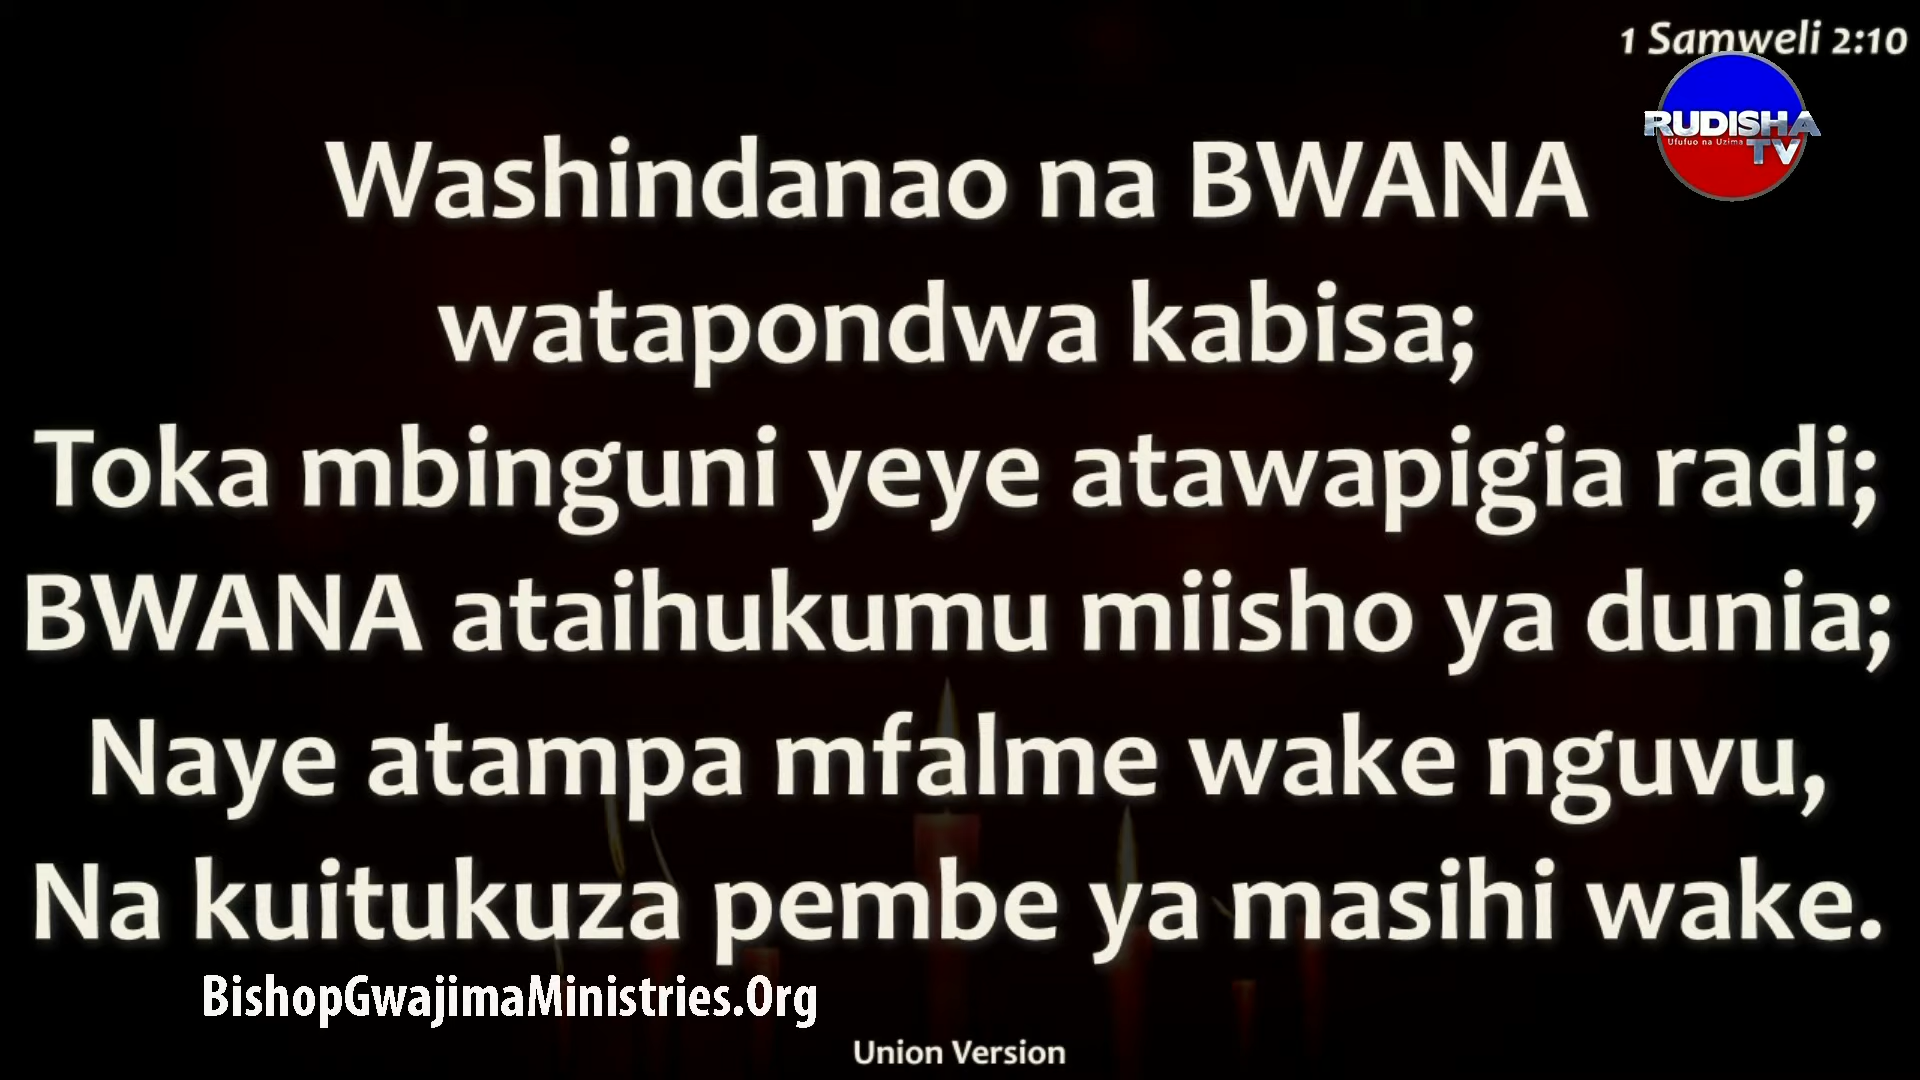 1 Samweli 2:10
RUDISHA
Ufufuo na Uzima
TV
Washindanao na BWANA
watapondwa kabisa;
Toka mbinguni yeye atawapigia radi;
BWANA ataihukumu miisho ya dunia;
Naye atampa mfalme wake nguvu,
Na kuitukuza pembe ya masihi wake.
BishopGwajimaMinistries.Org
Union Version